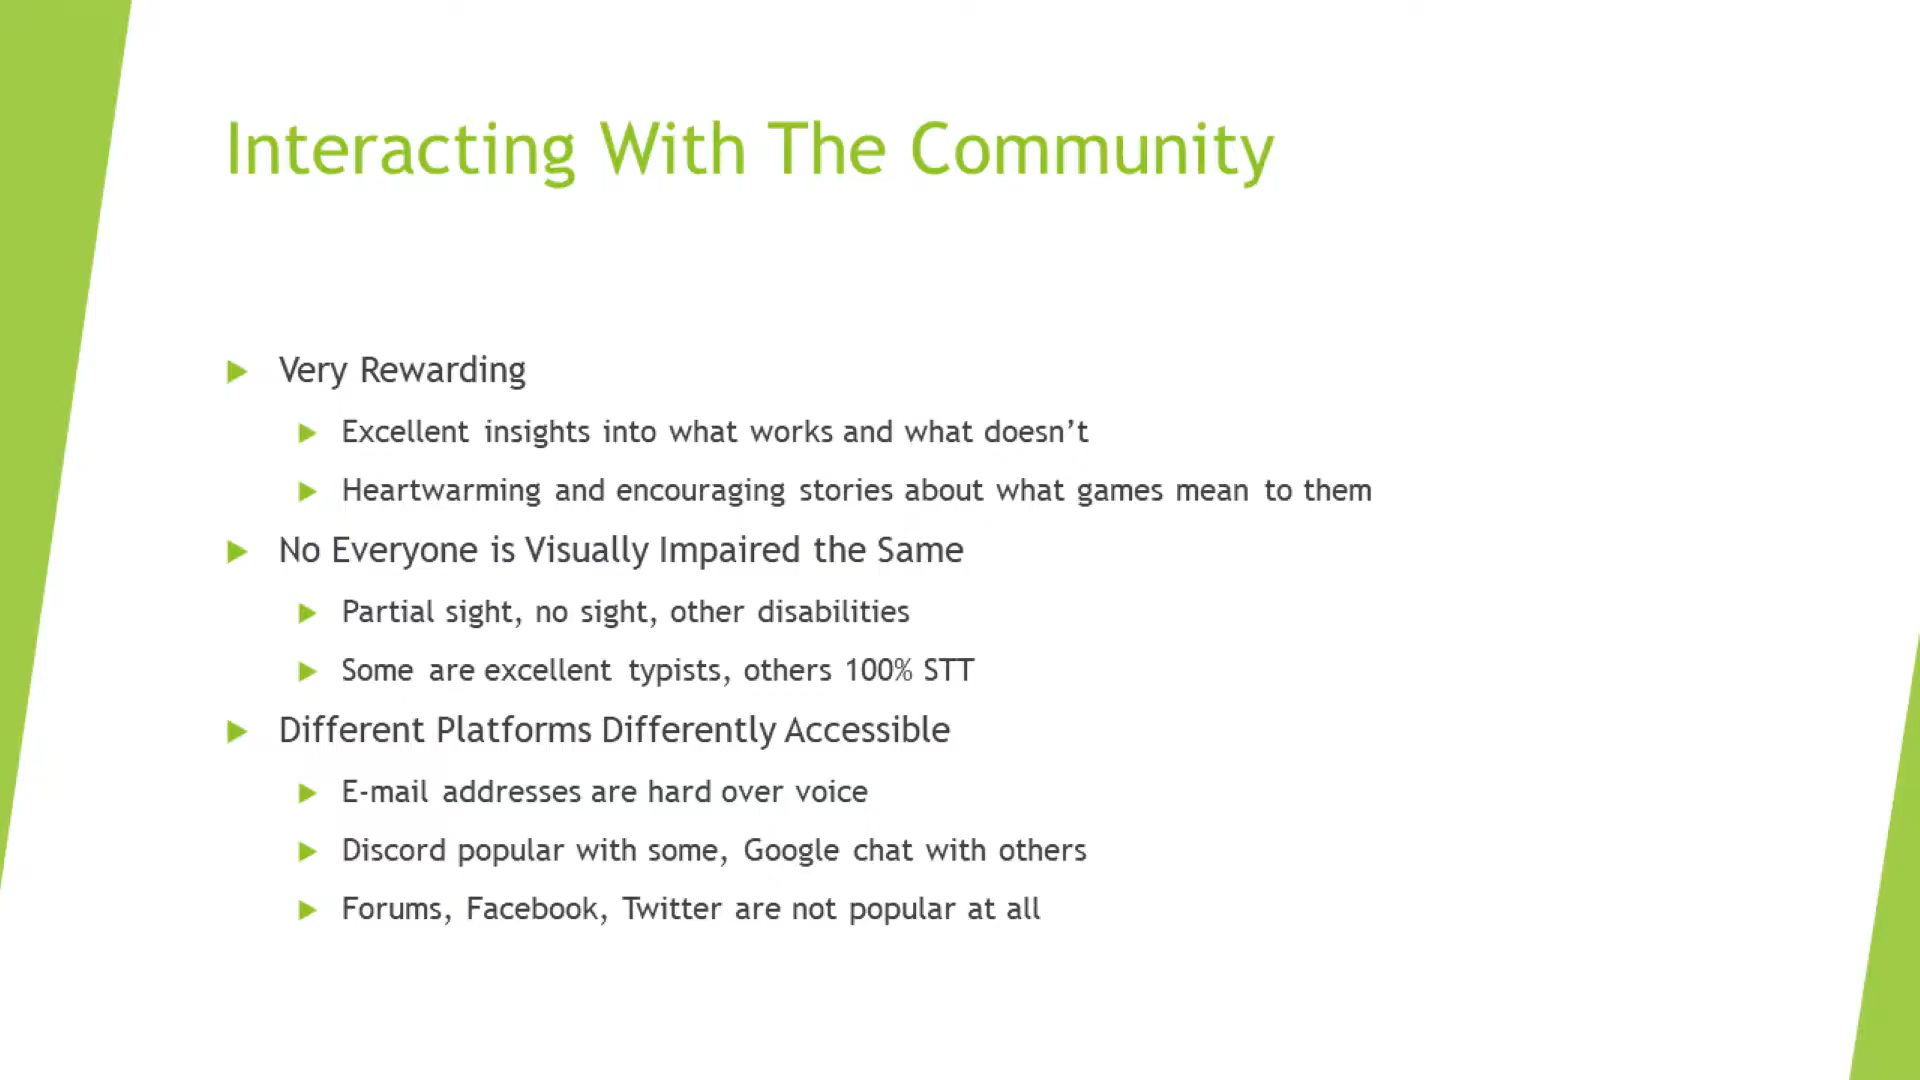 Interacting With The Community
Very Rewarding
Excellent insights into what works and what doesn’t
Heartwarming and encouraging stories about what games mean to them
No Everyone is Visually Impaired the Same
Partial sight, no sight, other disabilities
Some are excellent typists, others 100% STT
Different Platforms Differently Accessible
E-mail addresses are hard over voice
Discord popular with some, Google chat with others
Forums, Facebook, Twitter are not popular at all